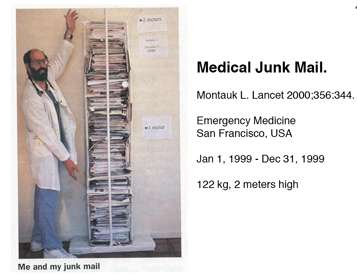 2 meters
1 meter
Me and my junk mail
Medical Junk Mail.
Montauk L. Lancet 2000;356:344.
Emergency Medicine
San Francisco, USA
Jan 1, 1999 - Dec 31, 1999
122 kg, 2 meters high